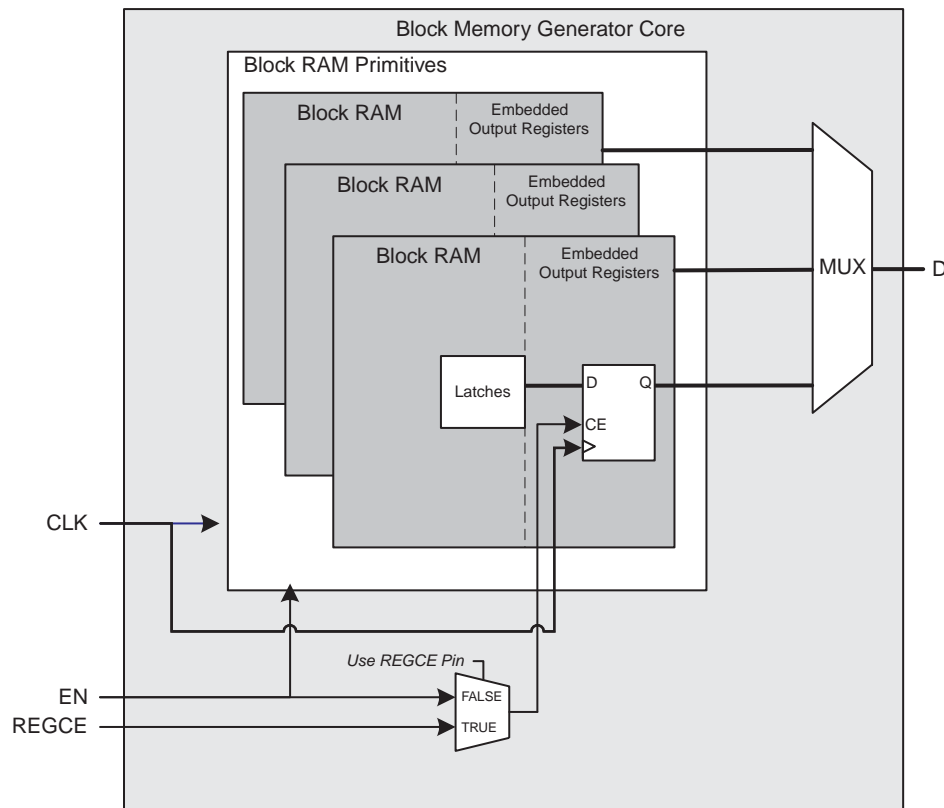 Block Memory Generator Core
Block RAM Primitives
Block RAM
Embedded
Output Registers
Block RAM
Embedded
Output Registers
Block RAM
Embedded
Output Registers
MUX
D
Latches
D
Q
CE
CLK
Use REGCE Pin
EN
FALSE
REGCE
TRUE